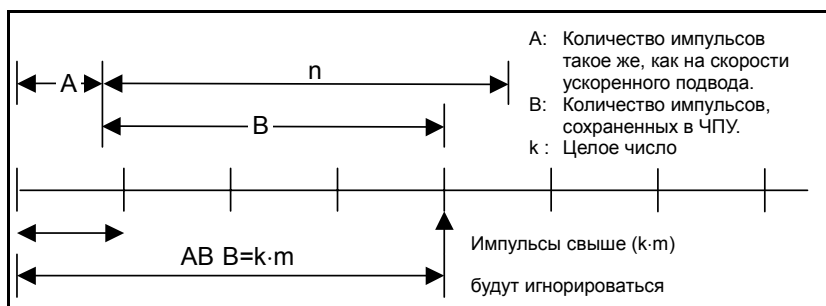 A: Количество импульсов
такое же, как на скорости
ускоренного подвода.
B: Количество импульсов,
сохраненных в ЧПУ.
k : Целое число
A
n
B
AB B=k·m
Импульсы свыше (k·m)
будут игнорироваться